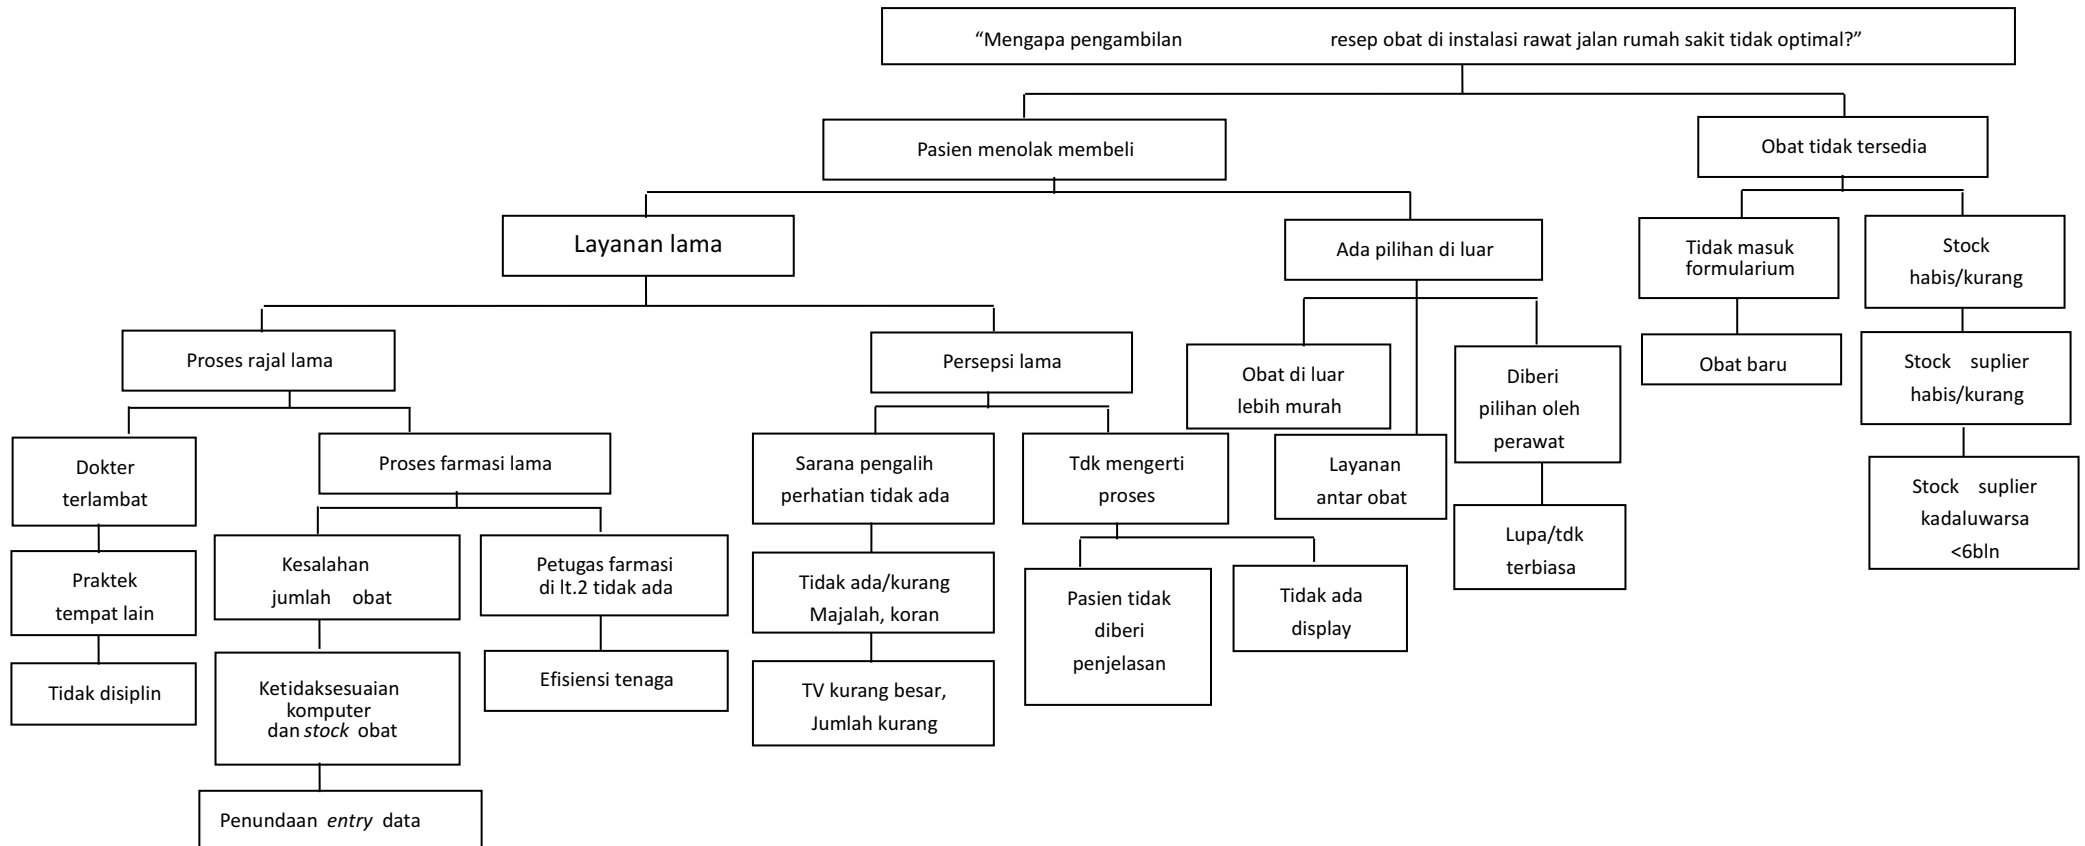 “Mengapa pengambilan resep obat di instalasi rawat jalan rumah sakit tidak optimal?”
Pasien menolak membeli
Obat tidak tersedia
Layanan lama
Ada pilihan di luar
Tidak masuk
formularium
Stock
habis/kurang
Proses rajal lama
Persepsi lama
Obat di luar
lebih murah
Diberi
pilihan oleh
perawat
Obat baru
Stock suplier
habis/kurang
Dokter
terlambat
Proses farmasi lama
Sarana pengalih
perhatian tidak ada
Tdk mengerti
proses
Layanan
antar obat
Lupa/tdk
terbiasa
Stock suplier
kadaluwarsa
<6bln
Praktek
tempat lain
Kesalahan
jumlah obat
Petugas farmasi
di lt.2 tidak ada
Tidak ada/kurang
Majalah, koran
Pasien tidak
diberi
penjelasan
Tidak ada
display
Tidak disiplin
Ketidaksesuaian
komputer
dan stock obat
Efisiensi tenaga
TV kurang besar,
Jumlah kurang
Penundaan entry data